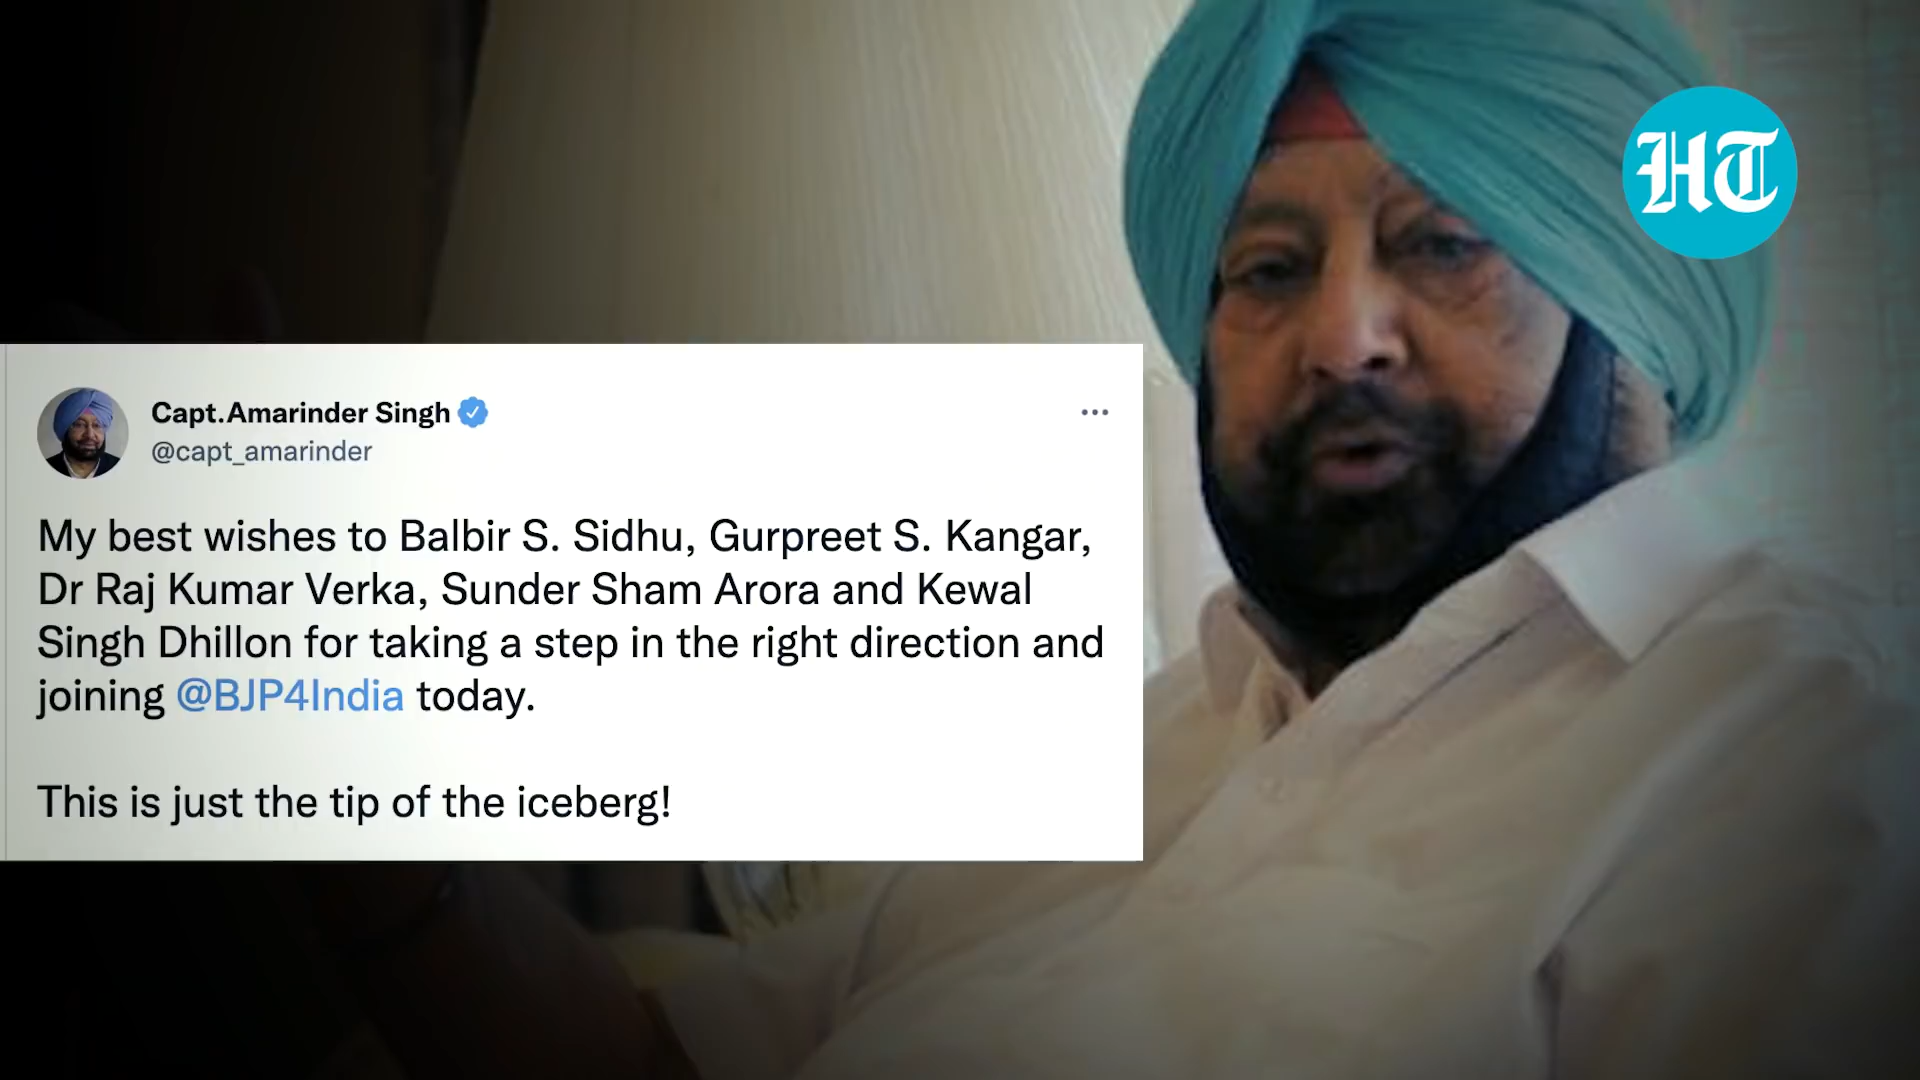 HT
Capt.Amarinder Singh
@capt_amarinder
My best wishes to Balbir S. Sidhu, Gurpreet S. Kangar,
Dr Raj Kumar Verka, Sunder Sham Arora and Kewal
Singh Dhillon for taking a step in the right direction and
joining @BJP4India today.
This is just the tip of the iceberg!